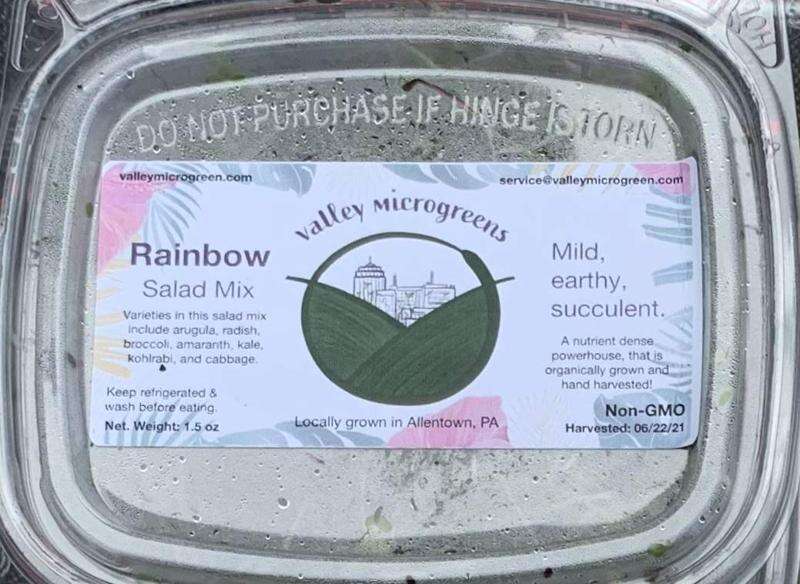 DO NOT PURCHASE IF HINGE IS TORN
valleymicrogreen.com
service@valleymicrogreen.com
Valley Microgreens
Rainbow
Salad Mix
Varieties in this salad mix
include arugula, radish,
broccoli, amaranth, kale,
kohlrabi, and cabbage.
Keep refrigerated &
wash before eating.
Net. Weight: 1.5 oz
Locally grown in Allentown, PA
Mild,
earthy,
succulent.
A nutrient dense
powerhouse, that is
organically grown and
hand harvested!
Non-GMO
Harvested: 06/22/21